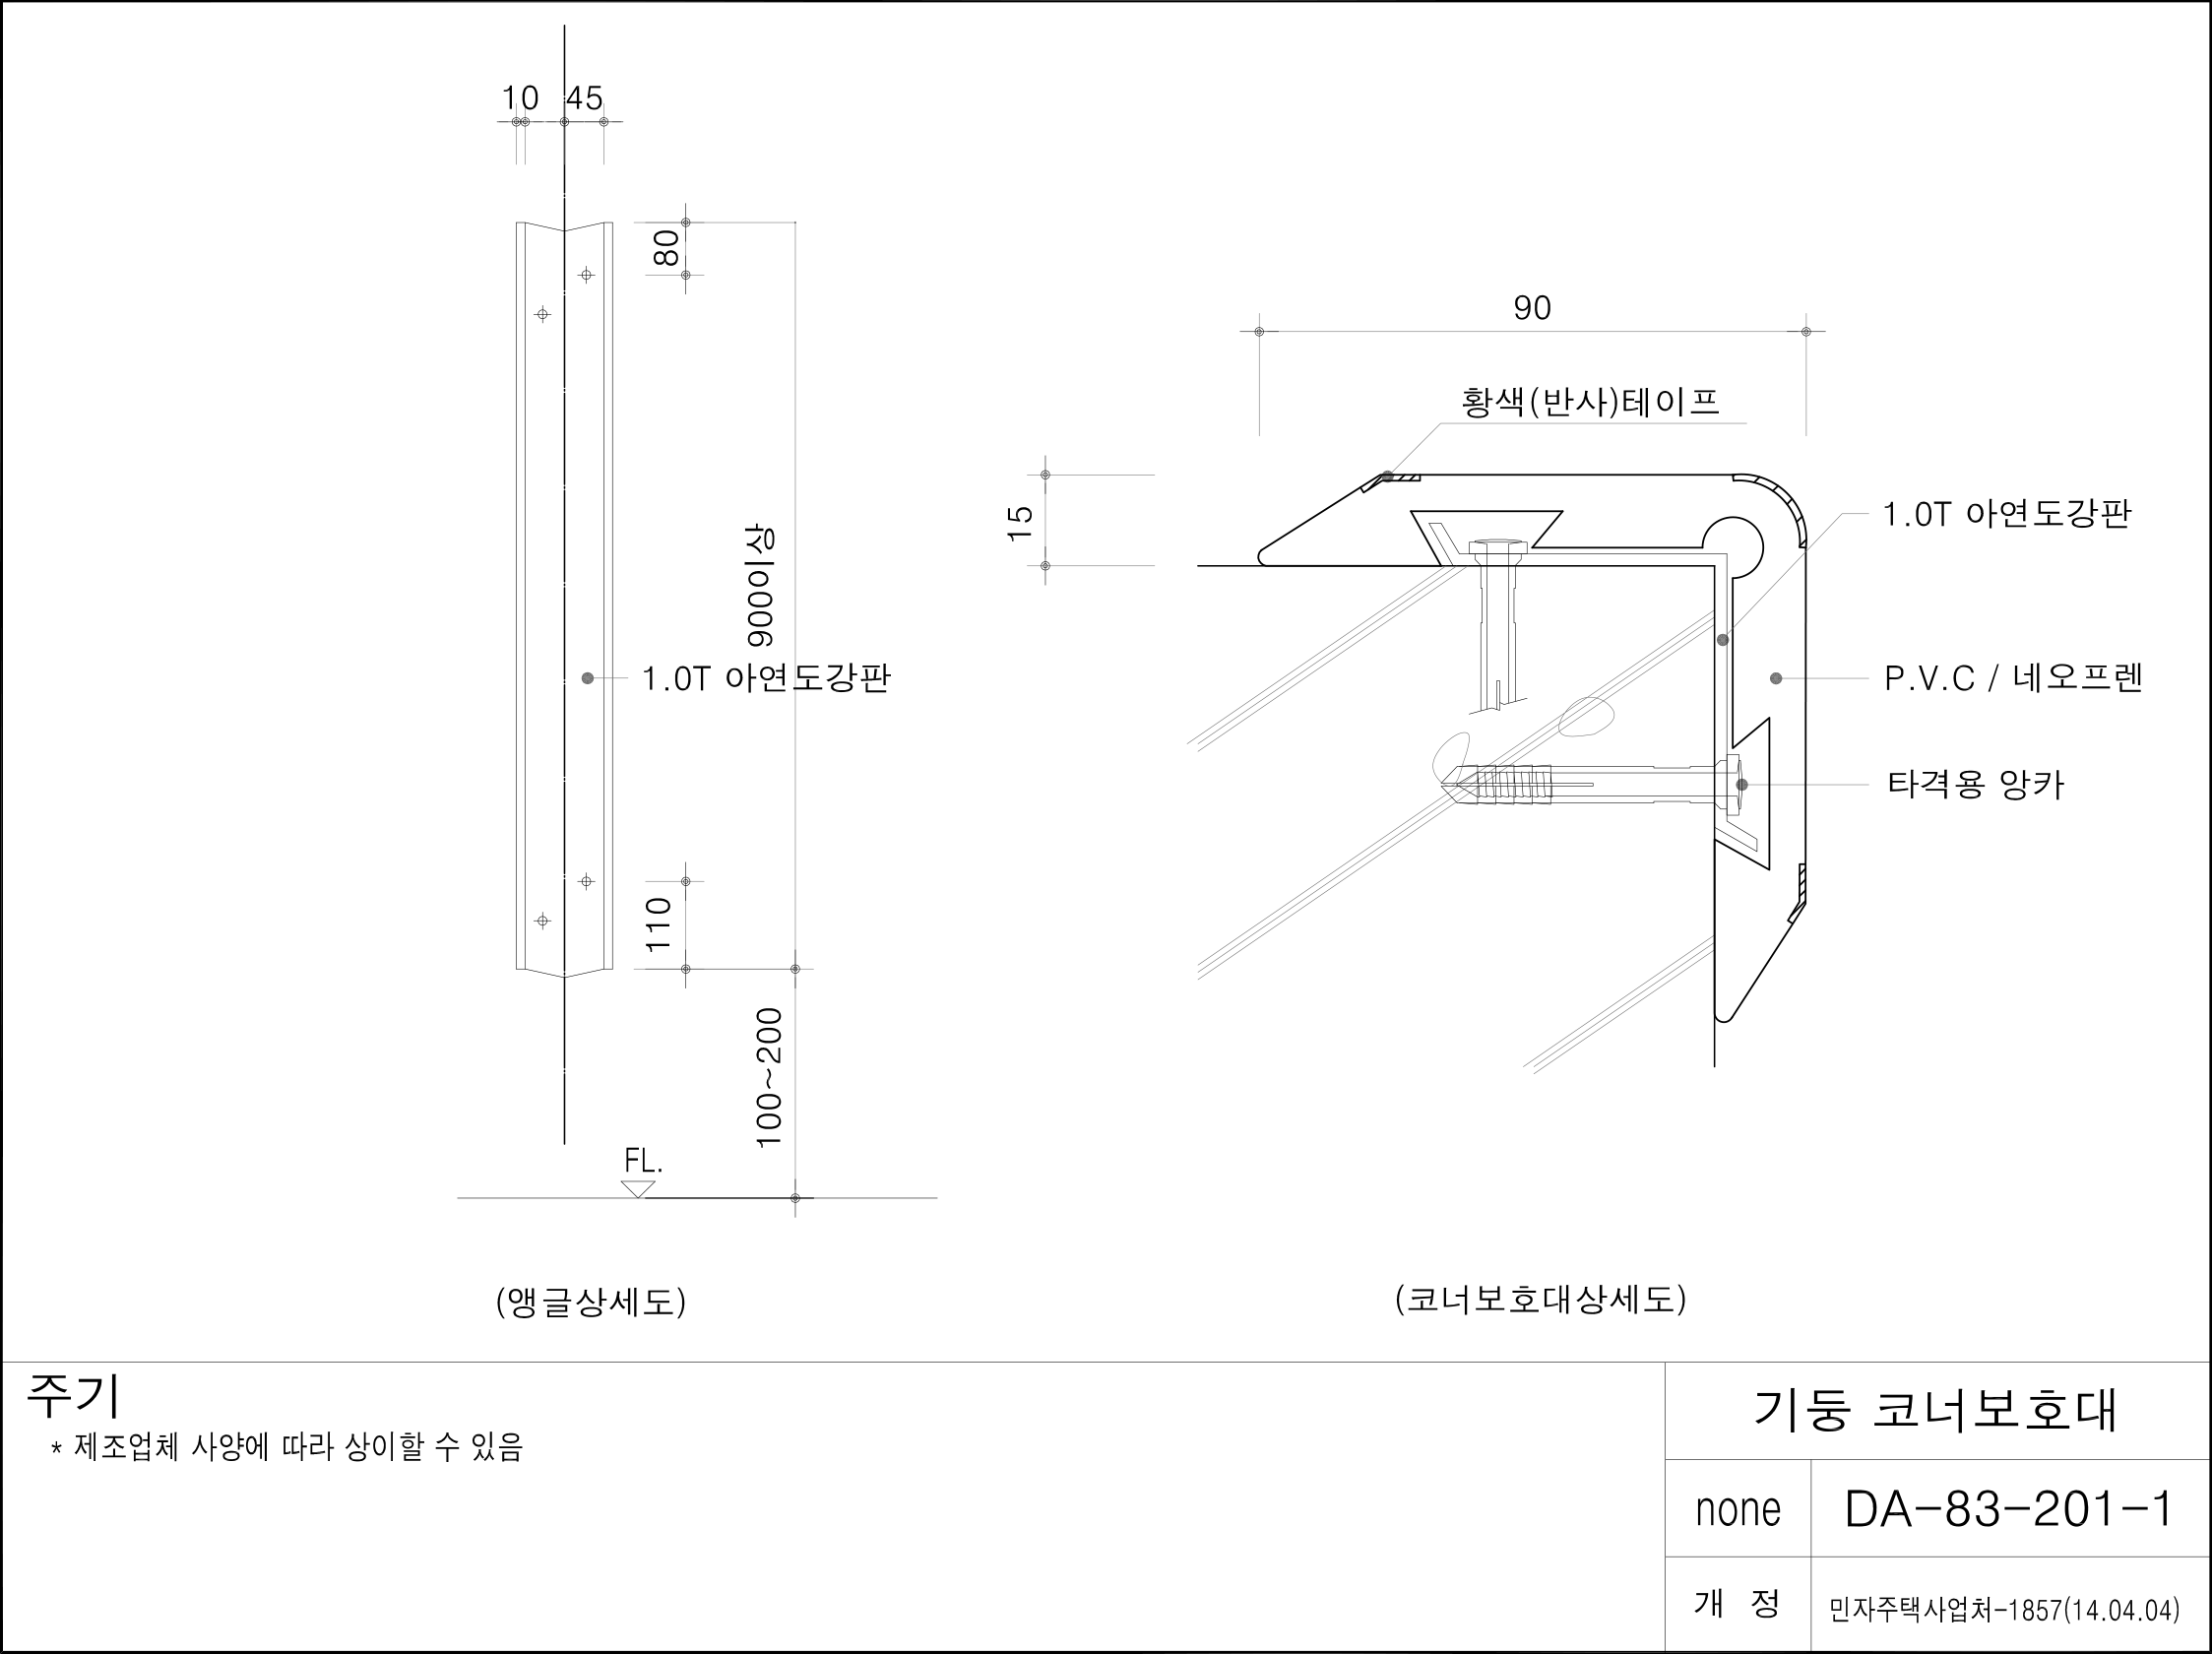 10 45
80
900이상
1.0T 아연도강판
110
100~200
FL.
(앵글상세도)
90
황색(반사)테이프
15
1.0T 아연도강판
P.V.C / 네오프렌
타격용 앙카
(코너보호대상세도)
주기
* 제조업체 사양에 따라 상이할 수 있음
기둥 코너보호대
none DA-83-201-1
개 정 민자주택사업처-1857(14.04.04)